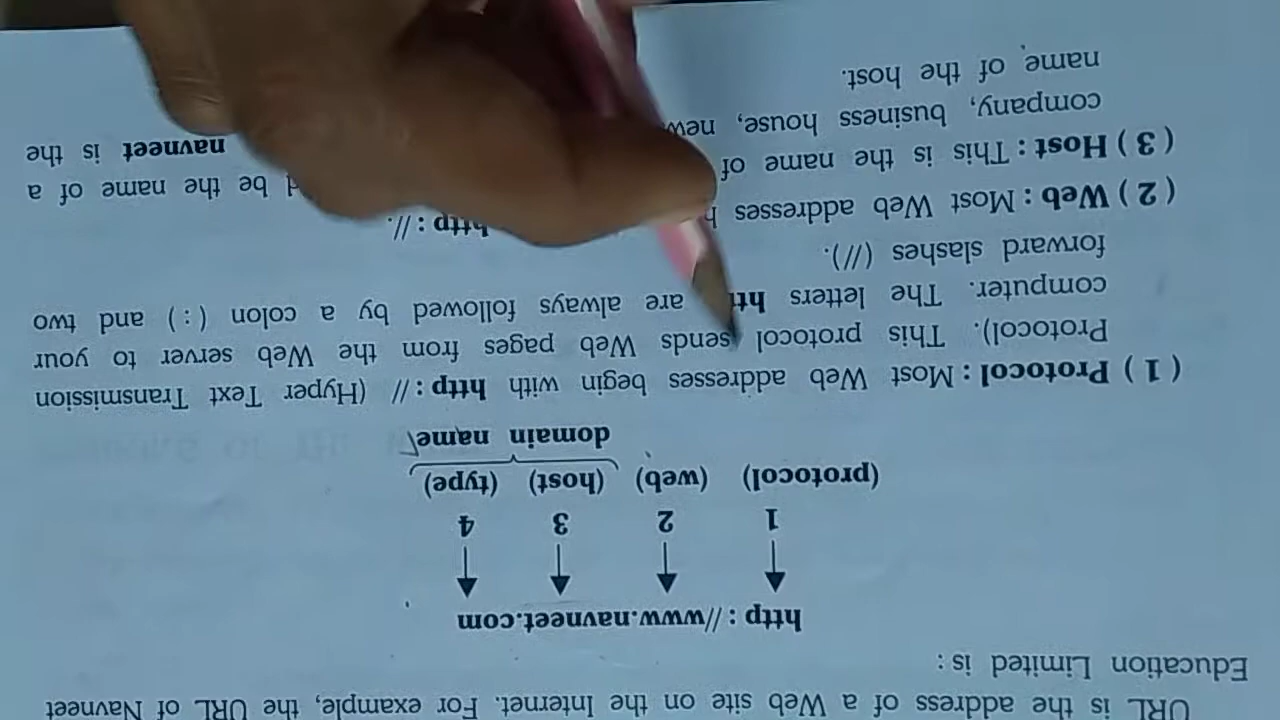 URL is the address of a Web site on the Internet. For example, the URL of Navneet
Education Limited is :
http : //www.navneet.com
1 2 3 4
(protocol) (web) (host) (type)
domain name
( 1 ) Protocol : Most Web addresses begin with http : // (Hyper Text Transmission
Protocol). This protocol sends Web pages from the Web server to your
computer. The letters are always followed by a colon ( : ) and two
forward slashes (//).
( 2 ) Web : Most Web addresses http : //.
( 3 ) Host : This is the name of be the name of a
company, business house, navneet is the
name of the host.